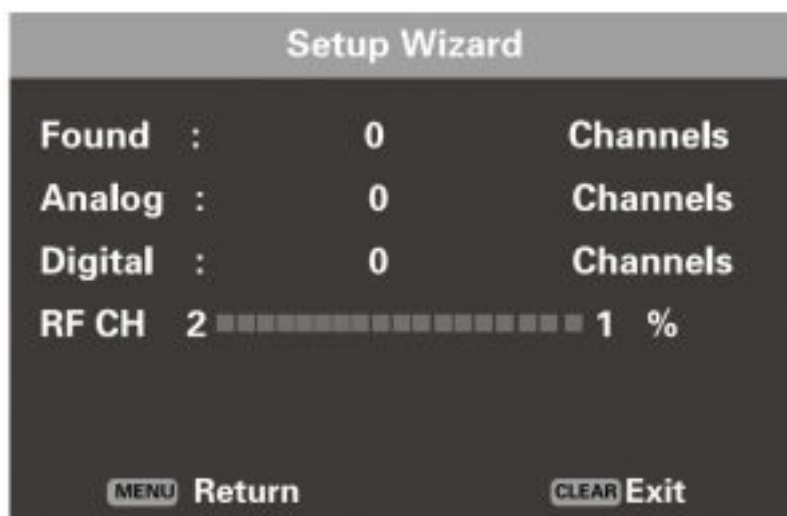 Setup Wizard
Found : 0 Channels
Analog : 0 Channels
Digital : 0 Channels
RF CH 2 1 %
MENU Return CLEAR Exit